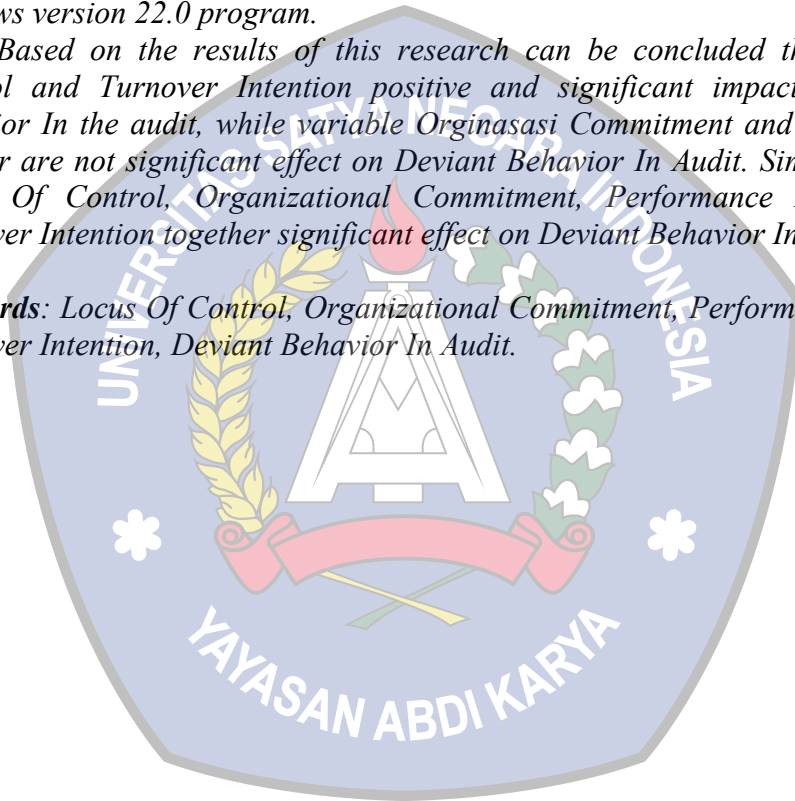 ws version 22.0 program.
Based on the results of this research can be concluded th
ol and Turnover Intention positive and significant impact
ior In the audit, while variable Orginasasi Commitment and
r are not significant effect on Deviant Behavior In Audit. Sin
Of Control, Organizational Commitment, Performance
ver Intention together significant effect on Deviant Behavior In
rds: Locus Of Control, Organizational Commitment, Perform
ver Intention, Deviant Behavior In Audit.
UNIVERSITAS SATYA NEGARA INDONESIA
YAYASAN ABDI KARYA